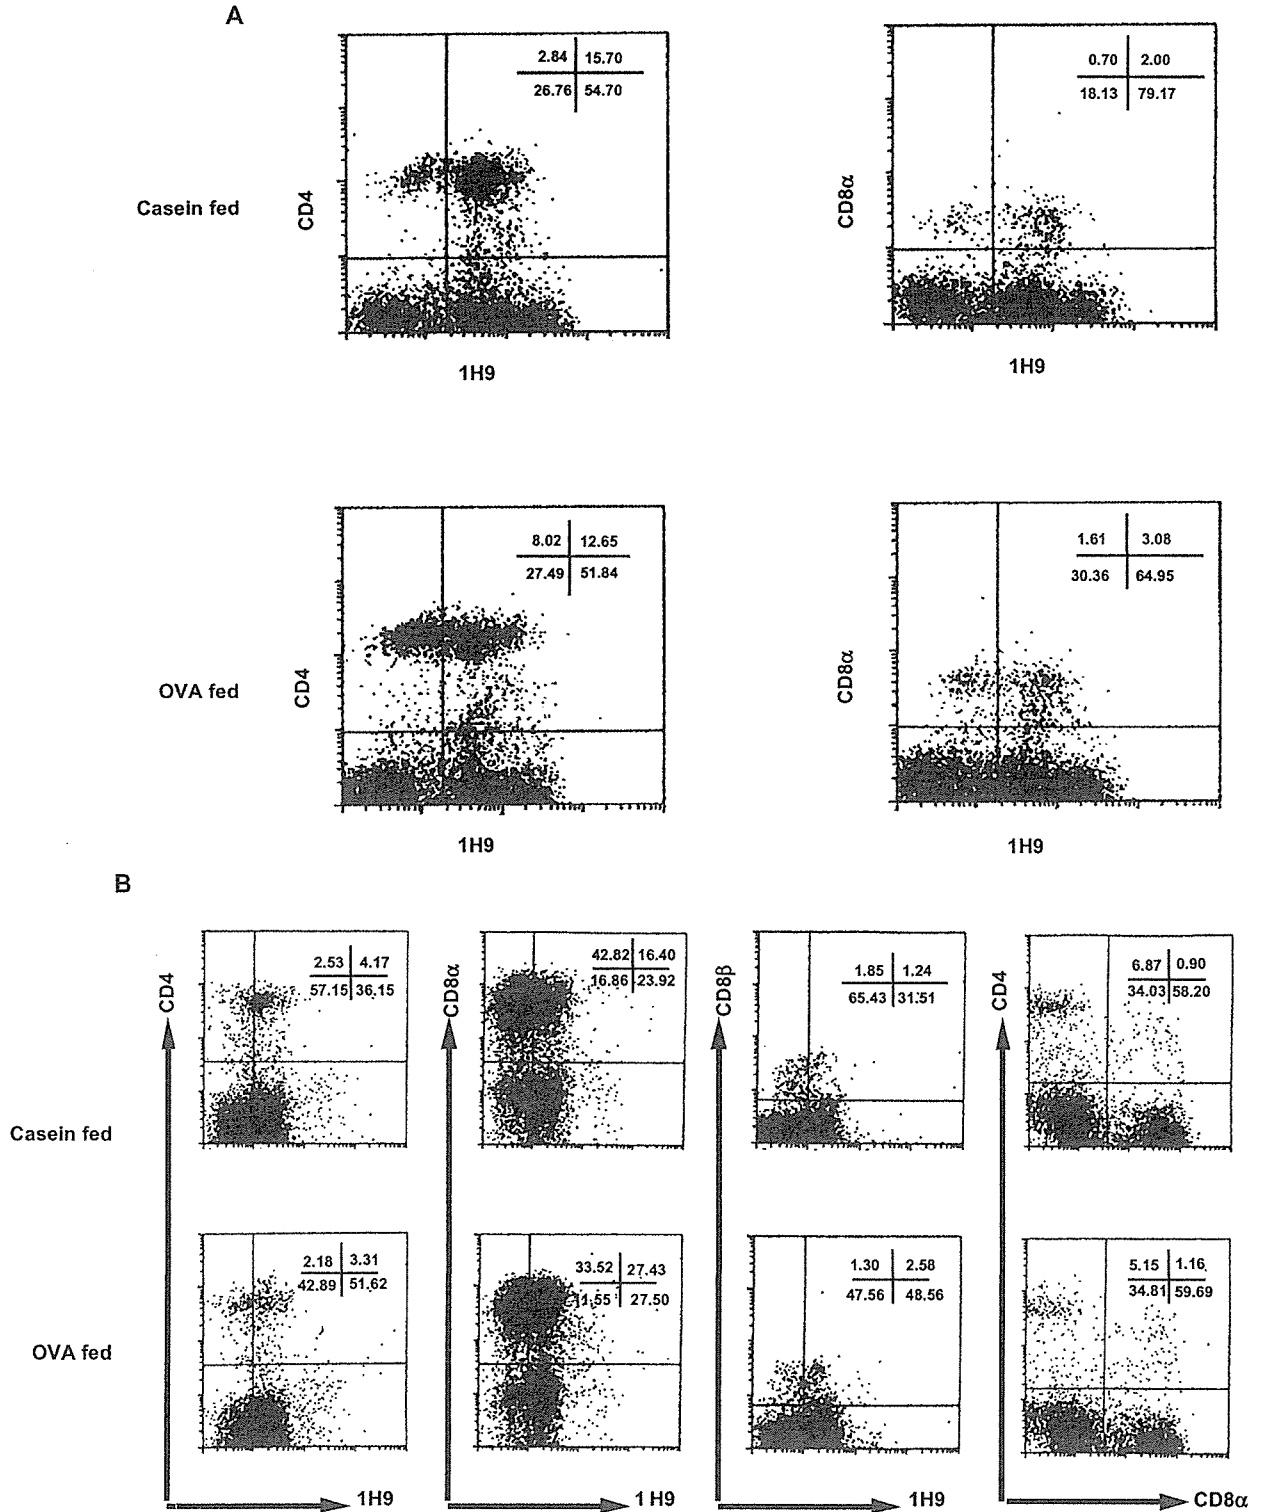 A
2.84 15.70
26.76 54.70
CD4
1H9
0.70 2.00
18.13 79.17
CD8α
1H9
Casein fed
8.02 12.65
27.49 51.84
CD4
1H9
1.61 3.08
30.36 64.95
CD8α
1H9
OVA fed
B
Casein fed
CD4
2.53 4.17
57.15 36.15
CD8α
42.82 16.40
16.86 23.92
CD8β
1.85 1.24
65.43 31.51
CD4
6.87 0.90
34.03 58.20
OVA fed
2.18 3.31
42.89 51.62
33.52 27.43
11.55 27.50
1.30 2.58
47.56 48.56
5.15 1.16
34.81 59.69
1H9
1H9
1H9
CD8α